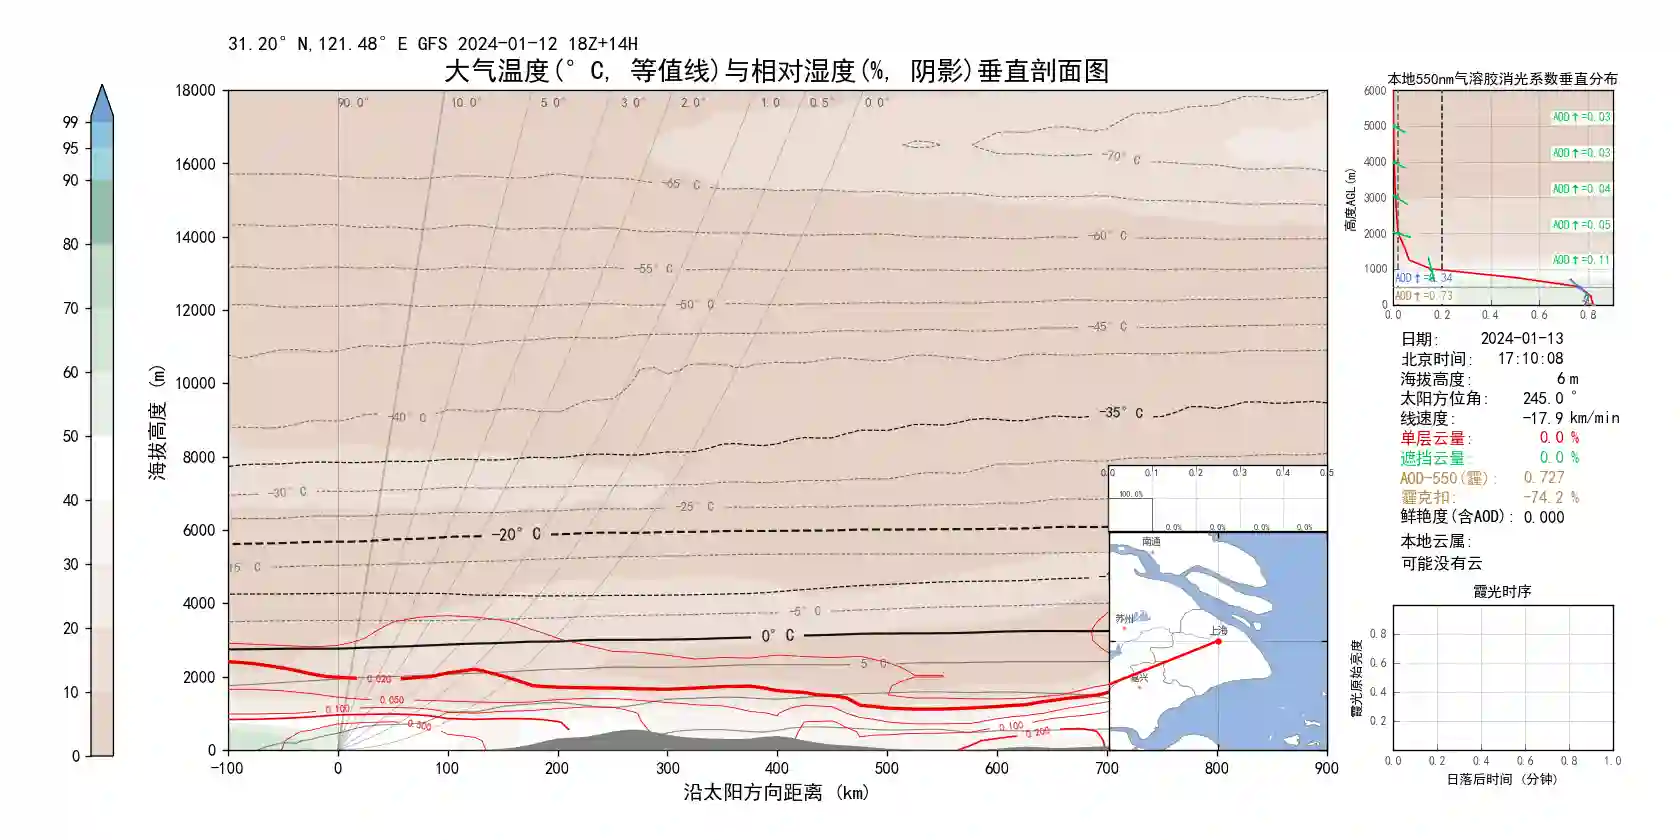 31.20° N,121.48° E GFS 2024-01-12 18Z+14H
大气温度(° C, 等值线)与相对湿度(%, 阴影)垂直剖面图
99
95
90
80
70
60
50
40
30
20
10
0
海拔高度 (m)
18000
16000
14000
12000
10000
8000
6000
4000
2000
0
90.0° 10.0° 5.0° 3.0° 2.0° 1.0 0.5° 0.0°
-70° C
-65 C
-60° C
-55° C
-50 C
-45° C
-40° C
-35° C
-30° C
-25° C
-20° C
15 C
-5° C
0° C
5 C
0.020
0.050
0.100
0.300
0.100
0.200
-100 0 100 200 300 400 500 600 700 800 900
沿太阳方向距离 (km)
0.0 0.1 0.2 0.3 0.4 0.5
100.0%
0.0% 0.0% 0.0% 0.0%
南通
苏州
上海
嘉兴
本地550nm气溶胶消光系数垂直分布
高度AGL(m)
6000
5000
4000
3000
2000
1000
0
AOD↑=0.03
AOD↑=0.03
AOD↑=0.04
AOD↑=0.05
AOD↑=0.11
AOD↑=0.34
AOD↑=0.73
0.0 0.2 0.4 0.6 0.8
日期: 2024-01-13
北京时间: 17:10:08
海拔高度: 6 m
太阳方位角: 245.0 °
线速度: -17.9 km/min
单层云量: 0.0 %
遮挡云量: 0.0 %
AOD-550(霾): 0.727
霾克扣: -74.2 %
鲜艳度(含AOD): 0.000
本地云属:
可能没有云
霞光时序
霞光原始亮度
0.8
0.6
0.4
0.2
0.0 0.2 0.4 0.6 0.8 1.0
日落后时间 (分钟)